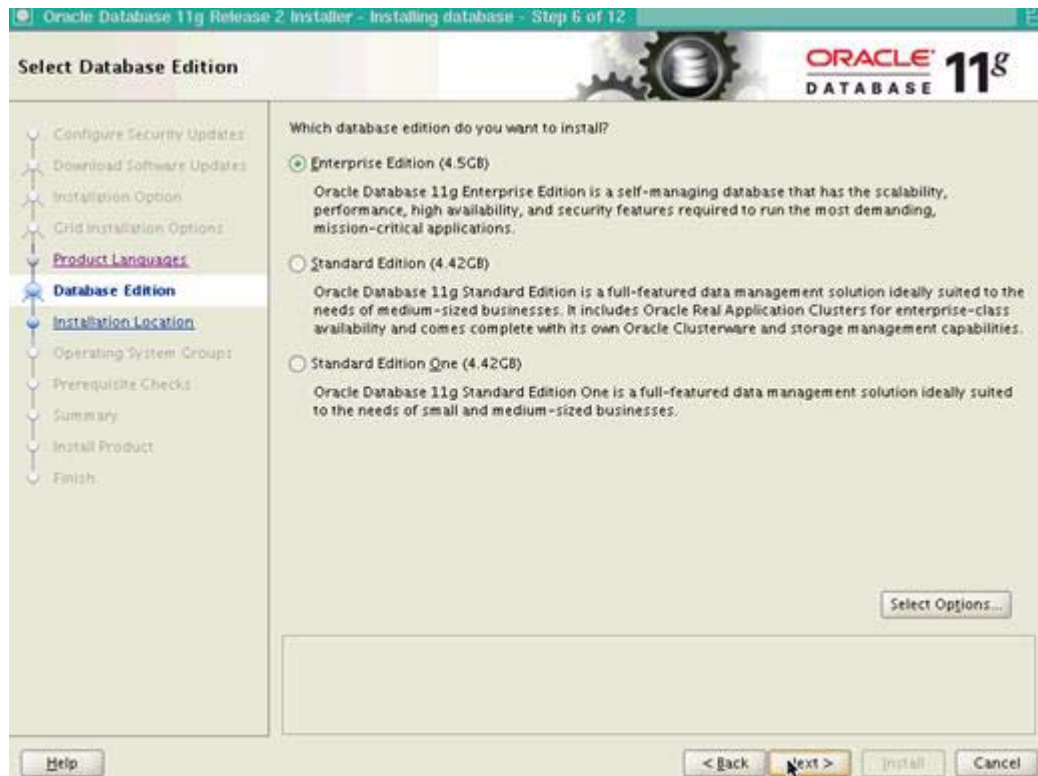 Oracle Database 11g Release 2 Installer - Installing database - Step 6 of 12
Select Database Edition
ORACLE 11g
DATABASE
Configure Security Updates
Download Software Updates
Installation Option
Grid Installation Options
Product Languages
Database Edition
Installation Location
Operating System Groups
Prerequisite Checks
Summary
Install Product
Finish
Which database edition do you want to install?
Enterprise Edition (4.5GB)
Oracle Database 11g Enterprise Edition is a self-managing database that has the scalability,
performance, high availability, and security features required to run the most demanding,
mission-critical applications.
Standard Edition (4.42GB)
Oracle Database 11g Standard Edition is a full-featured data management solution ideally suited to the
needs of medium-sized businesses. It includes Oracle Real Application Clusters for enterprise-class
availability and comes complete with its own Oracle Clusterware and storage management capabilities.
Standard Edition One (4.42GB)
Oracle Database 11g Standard Edition One is a full-featured data management solution ideally suited
to the needs of small and medium-sized businesses.
Select Options...
Help
< Back
Next >
Install
Cancel